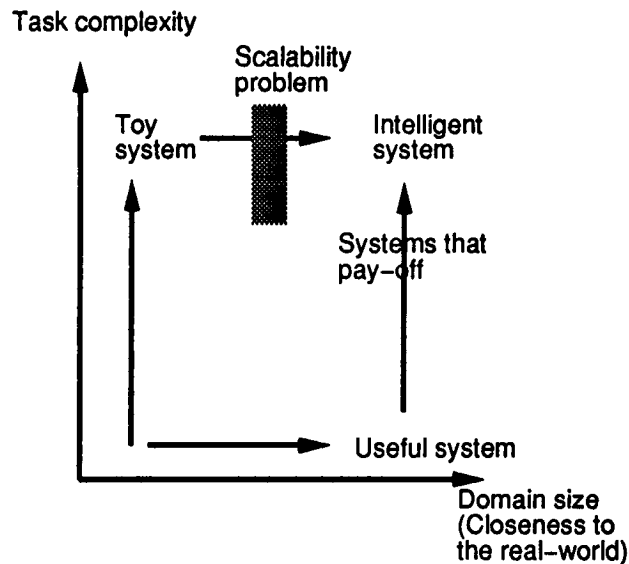 Task complexity
Scalability
problem
Toy
system
Intelligent
system
Systems that
pay-off
Useful system
Domain size
(Closeness to
the real-world)